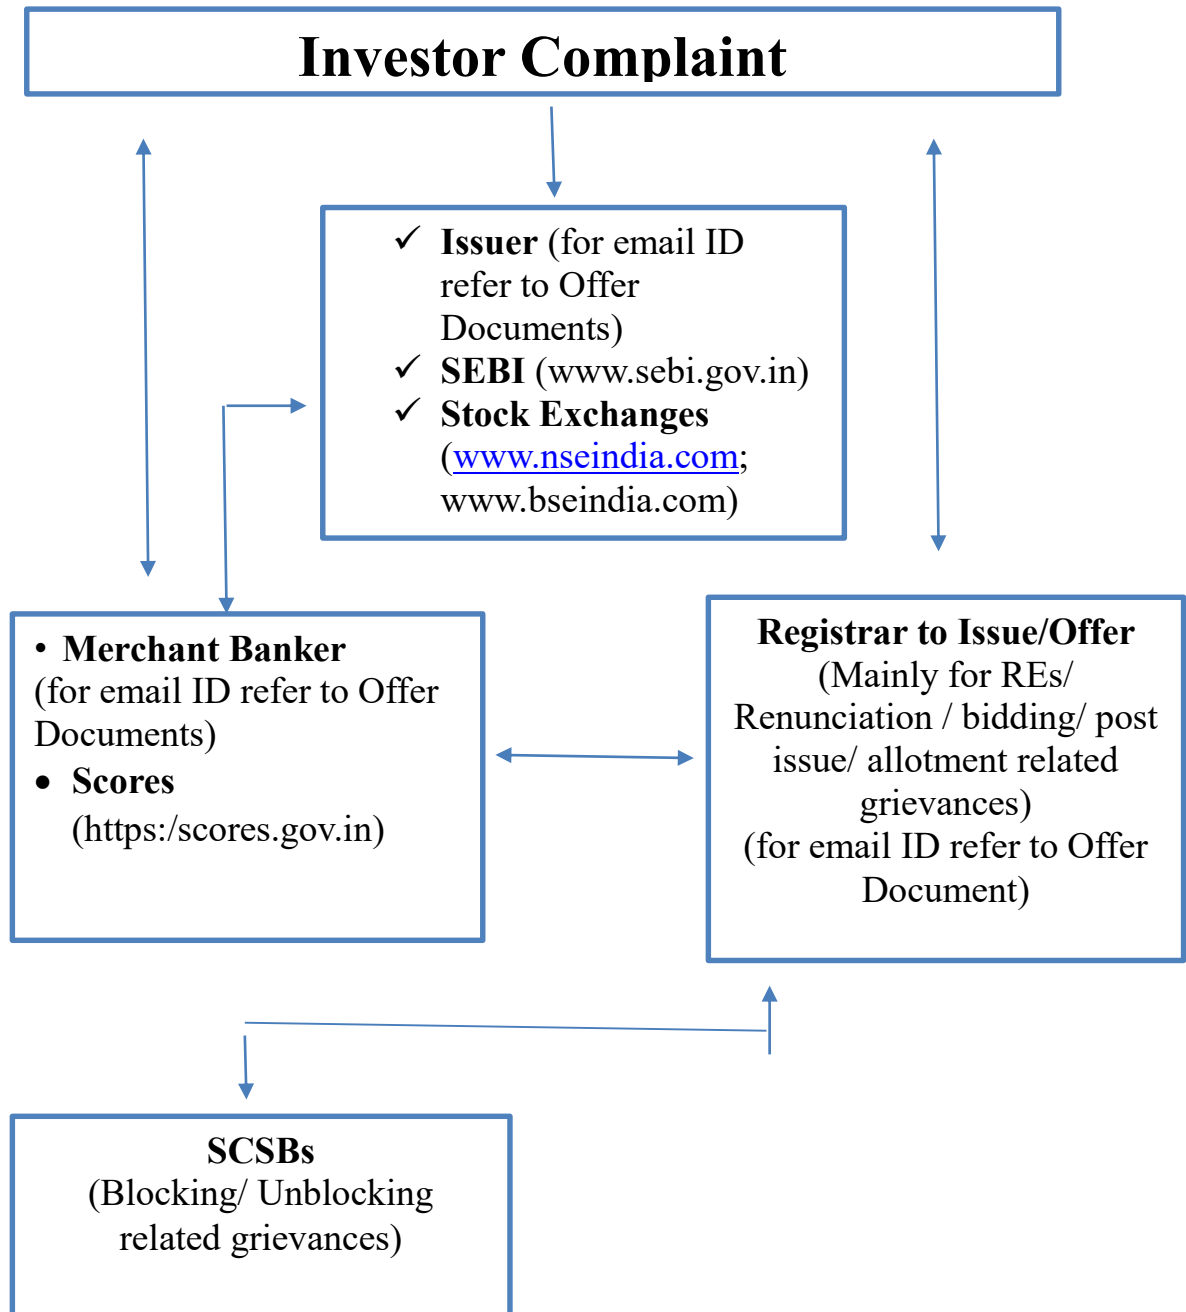 Investor Complaint
✓ Issuer (for email ID
refer to Offer
Documents)
✓ SEBI (www.sebi.gov.in)
✓ Stock Exchanges
(www.nseindia.com;
www.bseindia.com)
• Merchant Banker
(for email ID refer to Offer
Documents)
• Scores
(https:/scores.gov.in)
Registrar to Issue/Offer
(Mainly for REs/
Renunciation / bidding/ post
issue/ allotment related
grievances)
(for email ID refer to Offer
Document)
SCSBs
(Blocking/ Unblocking
related grievances)